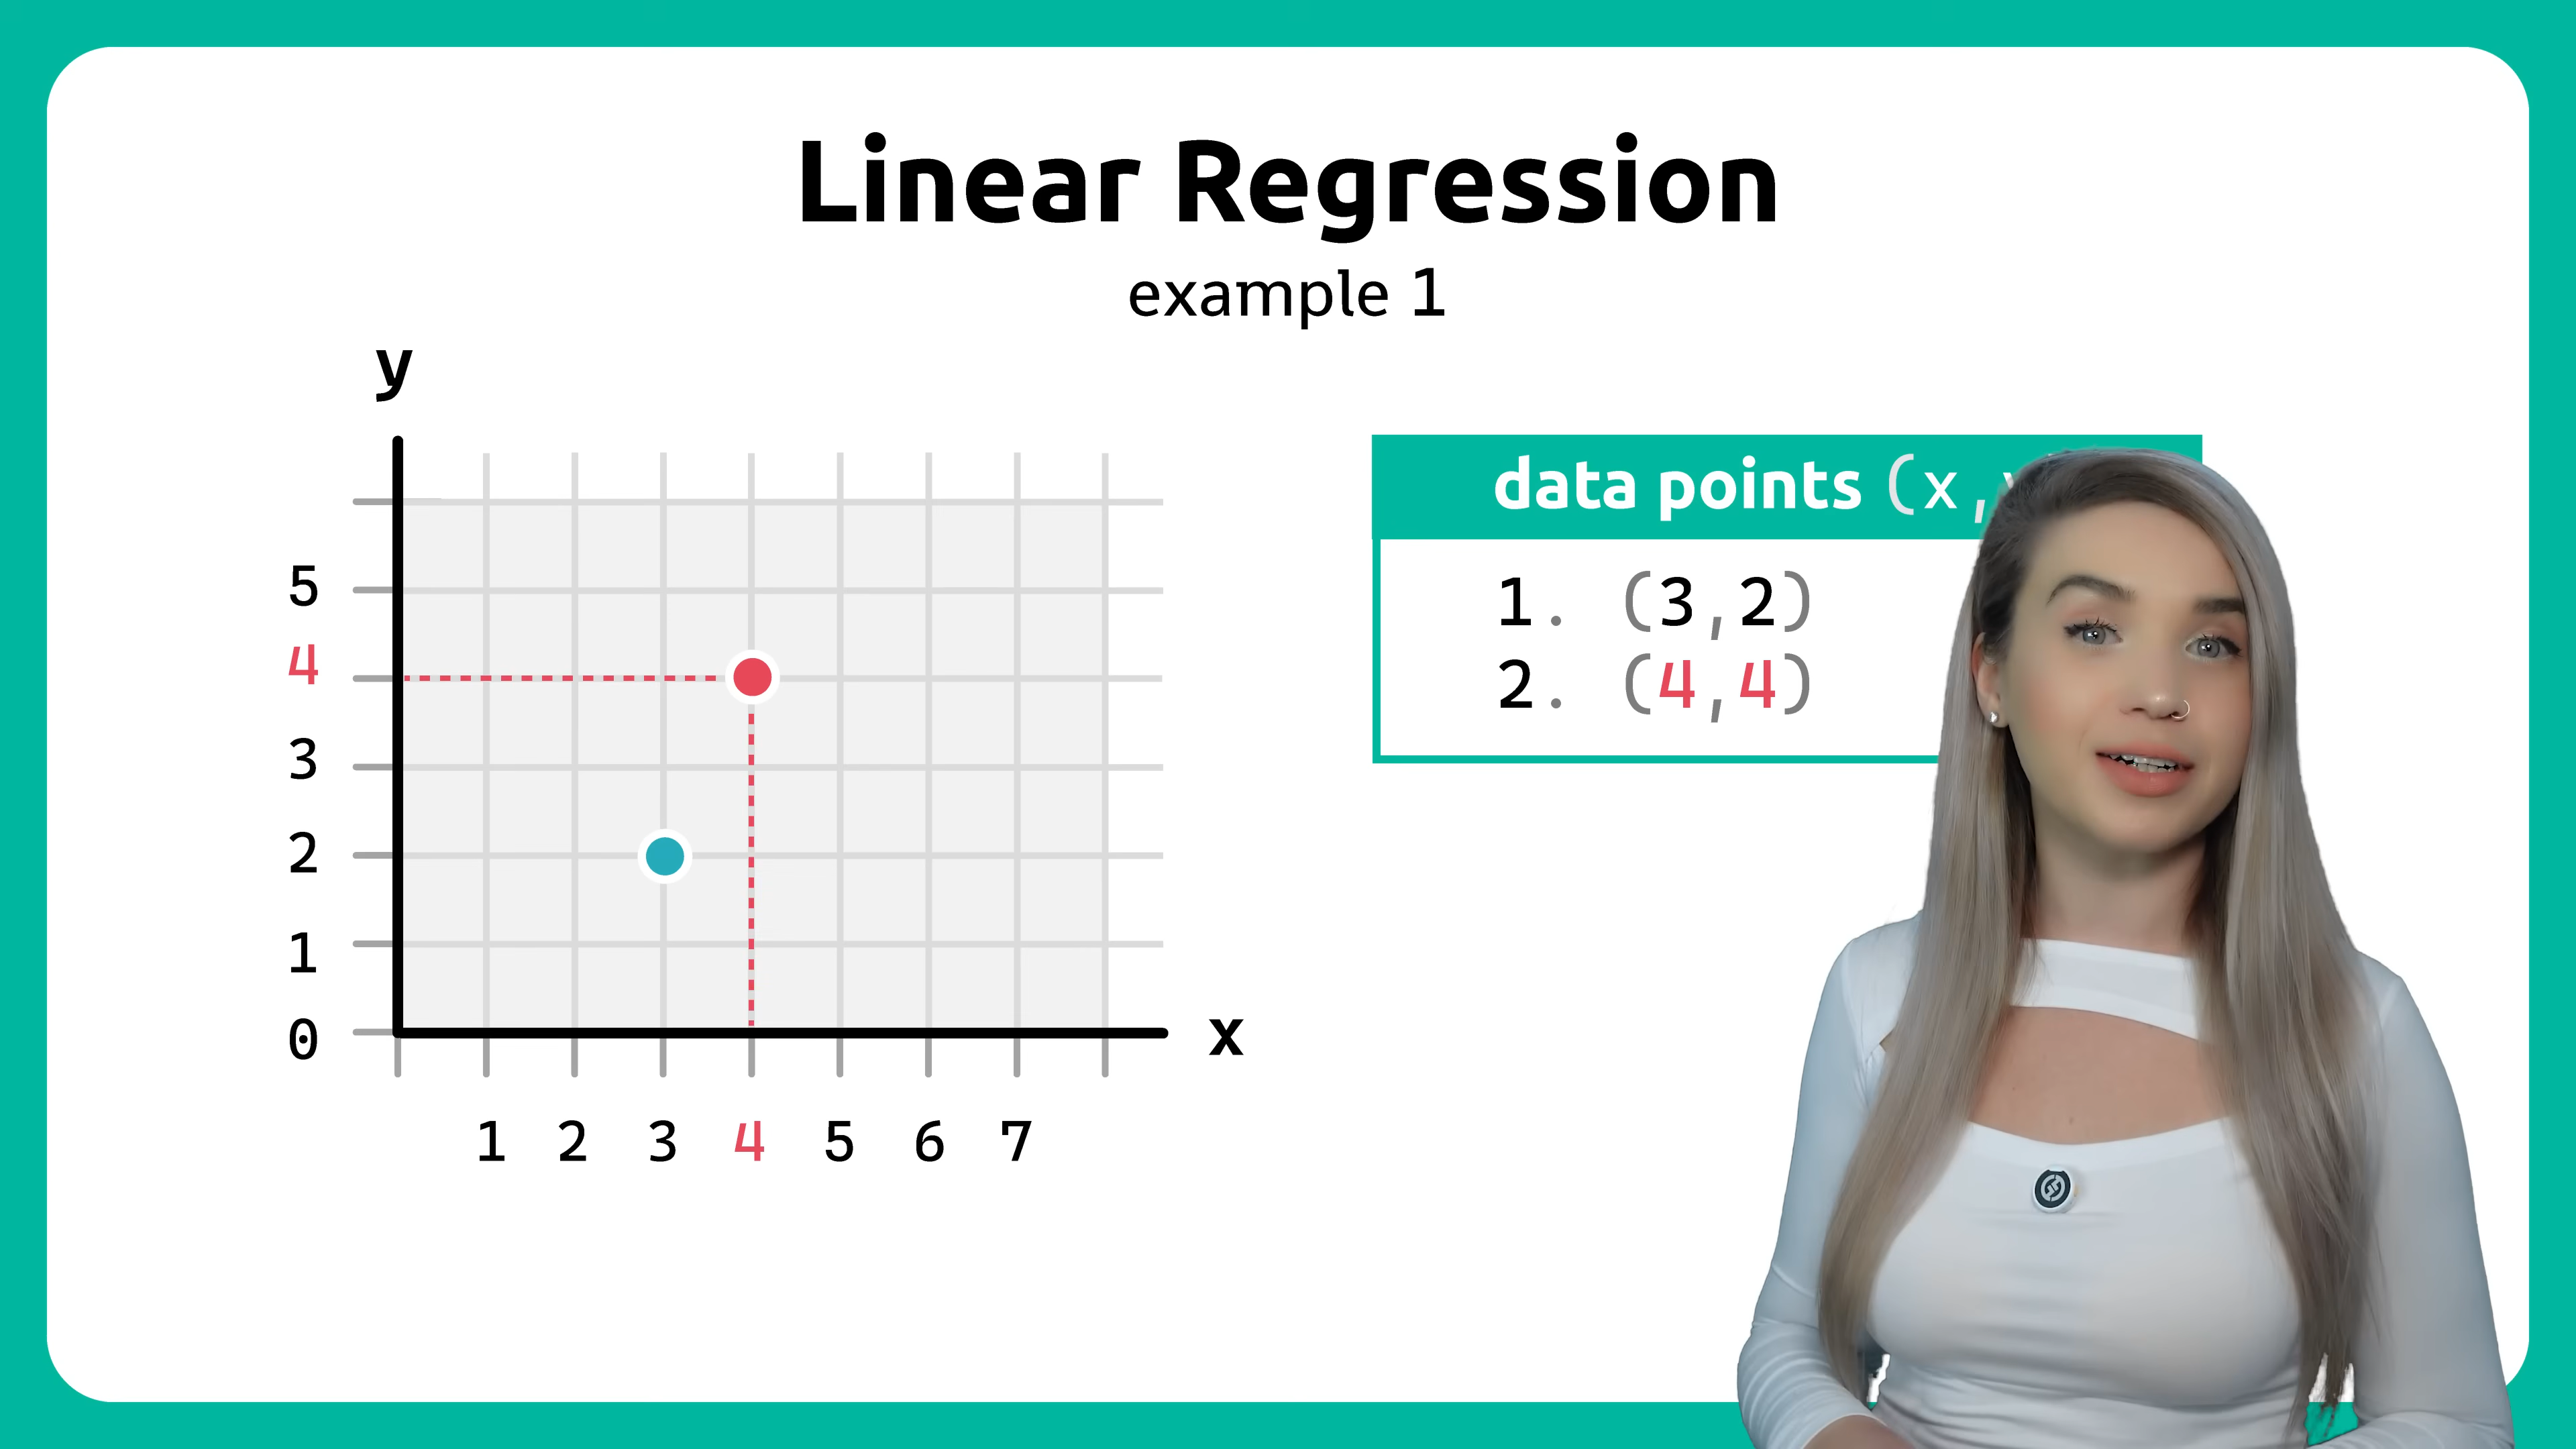 Linear Regression
example 1
y
data points (x,
5
1. (3,2)
4
2. (4,4)
3
2
1
0
x
1 2 3 4 5 6 7